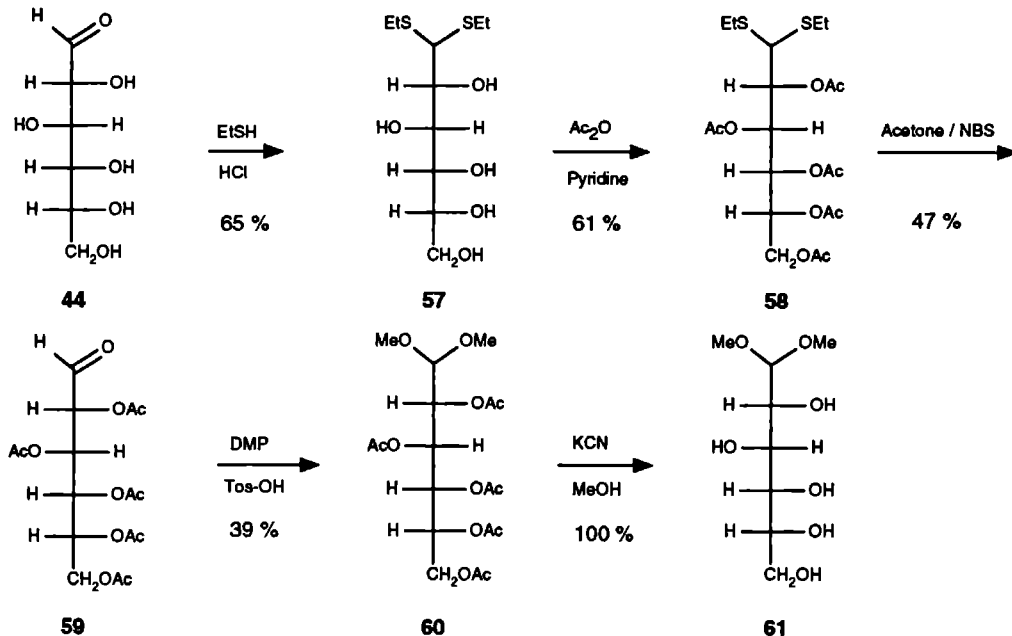 H O
H OH
HO H
H OH
H OH
CH2OH
44
EtSH
HCl
65 %
EtS SEt
H OH
HO H
H OH
H OH
CH2OH
57
Ac2O
Pyridine
61 %
EtS SEt
H OAc
AcO H
H OAc
H OAc
CH2OAc
58
Acetone / NBS
47 %
H O
H OAc
AcO H
H OAc
H OAc
CH2OAc
59
DMP
Tos-OH
39 %
MeO OMe
H OAc
AcO H
H OAc
H OAc
CH2OAc
60
KCN
MeOH
100 %
MeO OMe
H OH
HO H
H OH
H OH
CH2OH
61